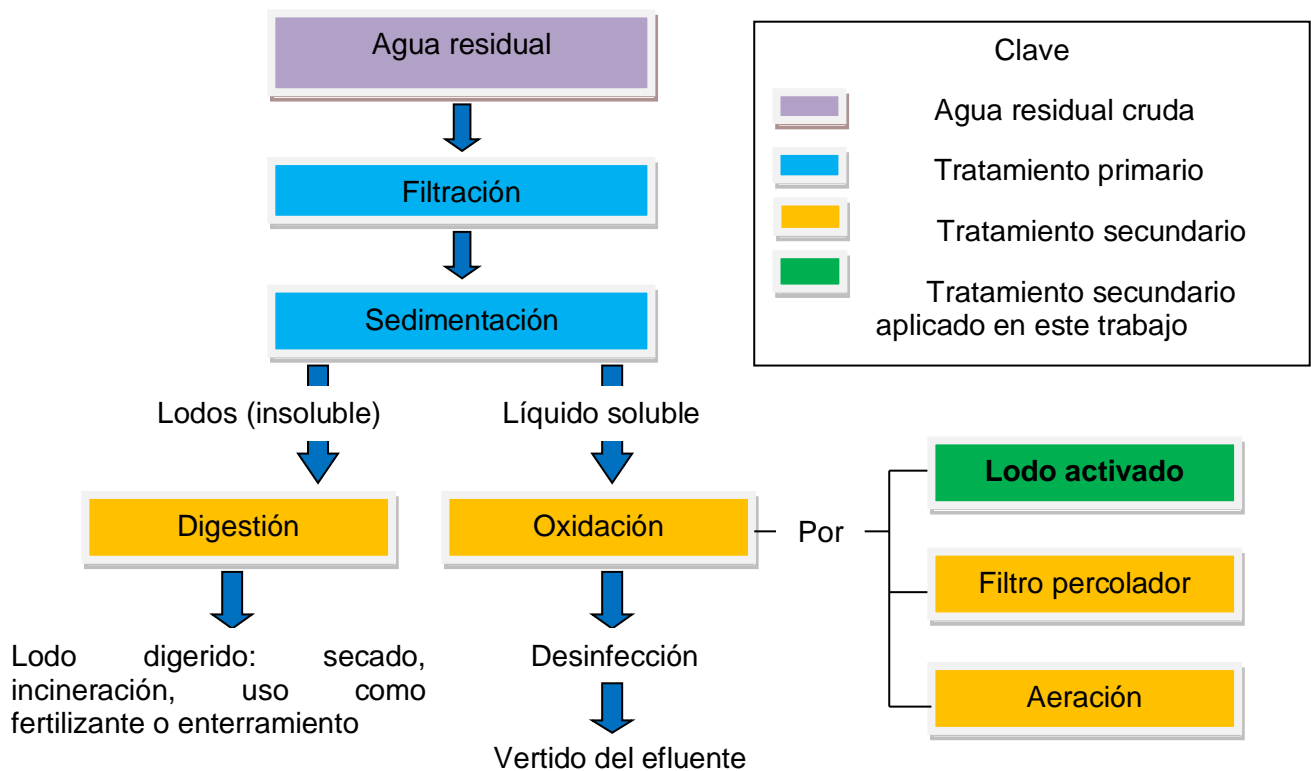 Agua residual
Filtración
Sedimentación
Lodos (insoluble)
Líquido soluble
Digestión
Oxidación
Por
Lodo activado
Filtro percolador
Aeración
Lodo digerido: secado,
incineración, uso como
fertilizante o enterramiento
Desinfección
Vertido del efluente
Clave
Agua residual cruda
Tratamiento primario
Tratamiento secundario
Tratamiento secundario
aplicado en este trabajo